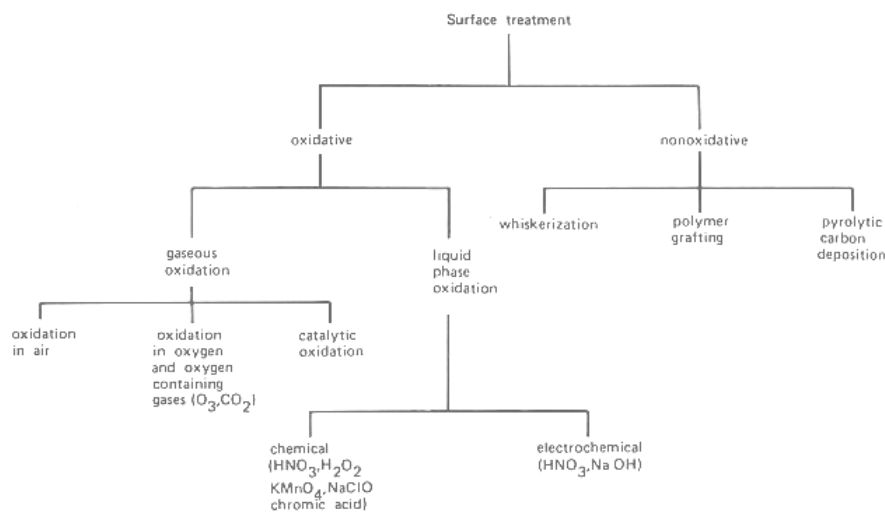 Surface treatment
oxidative
nonoxidative
whiskerization
polymer
grafting
pyrolytic
carbon
deposition
gaseous
oxidation
liquid
phase
oxidation
oxidation
in air
oxidation
in oxygen
and oxygen
containing
gases (O₃,CO₂)
catalytic
oxidation
chemical
(HNO₃,H₂O₂
KMnO₄,NaClO
chromic acid)
electrochemical
(HNO₃,Na OH)